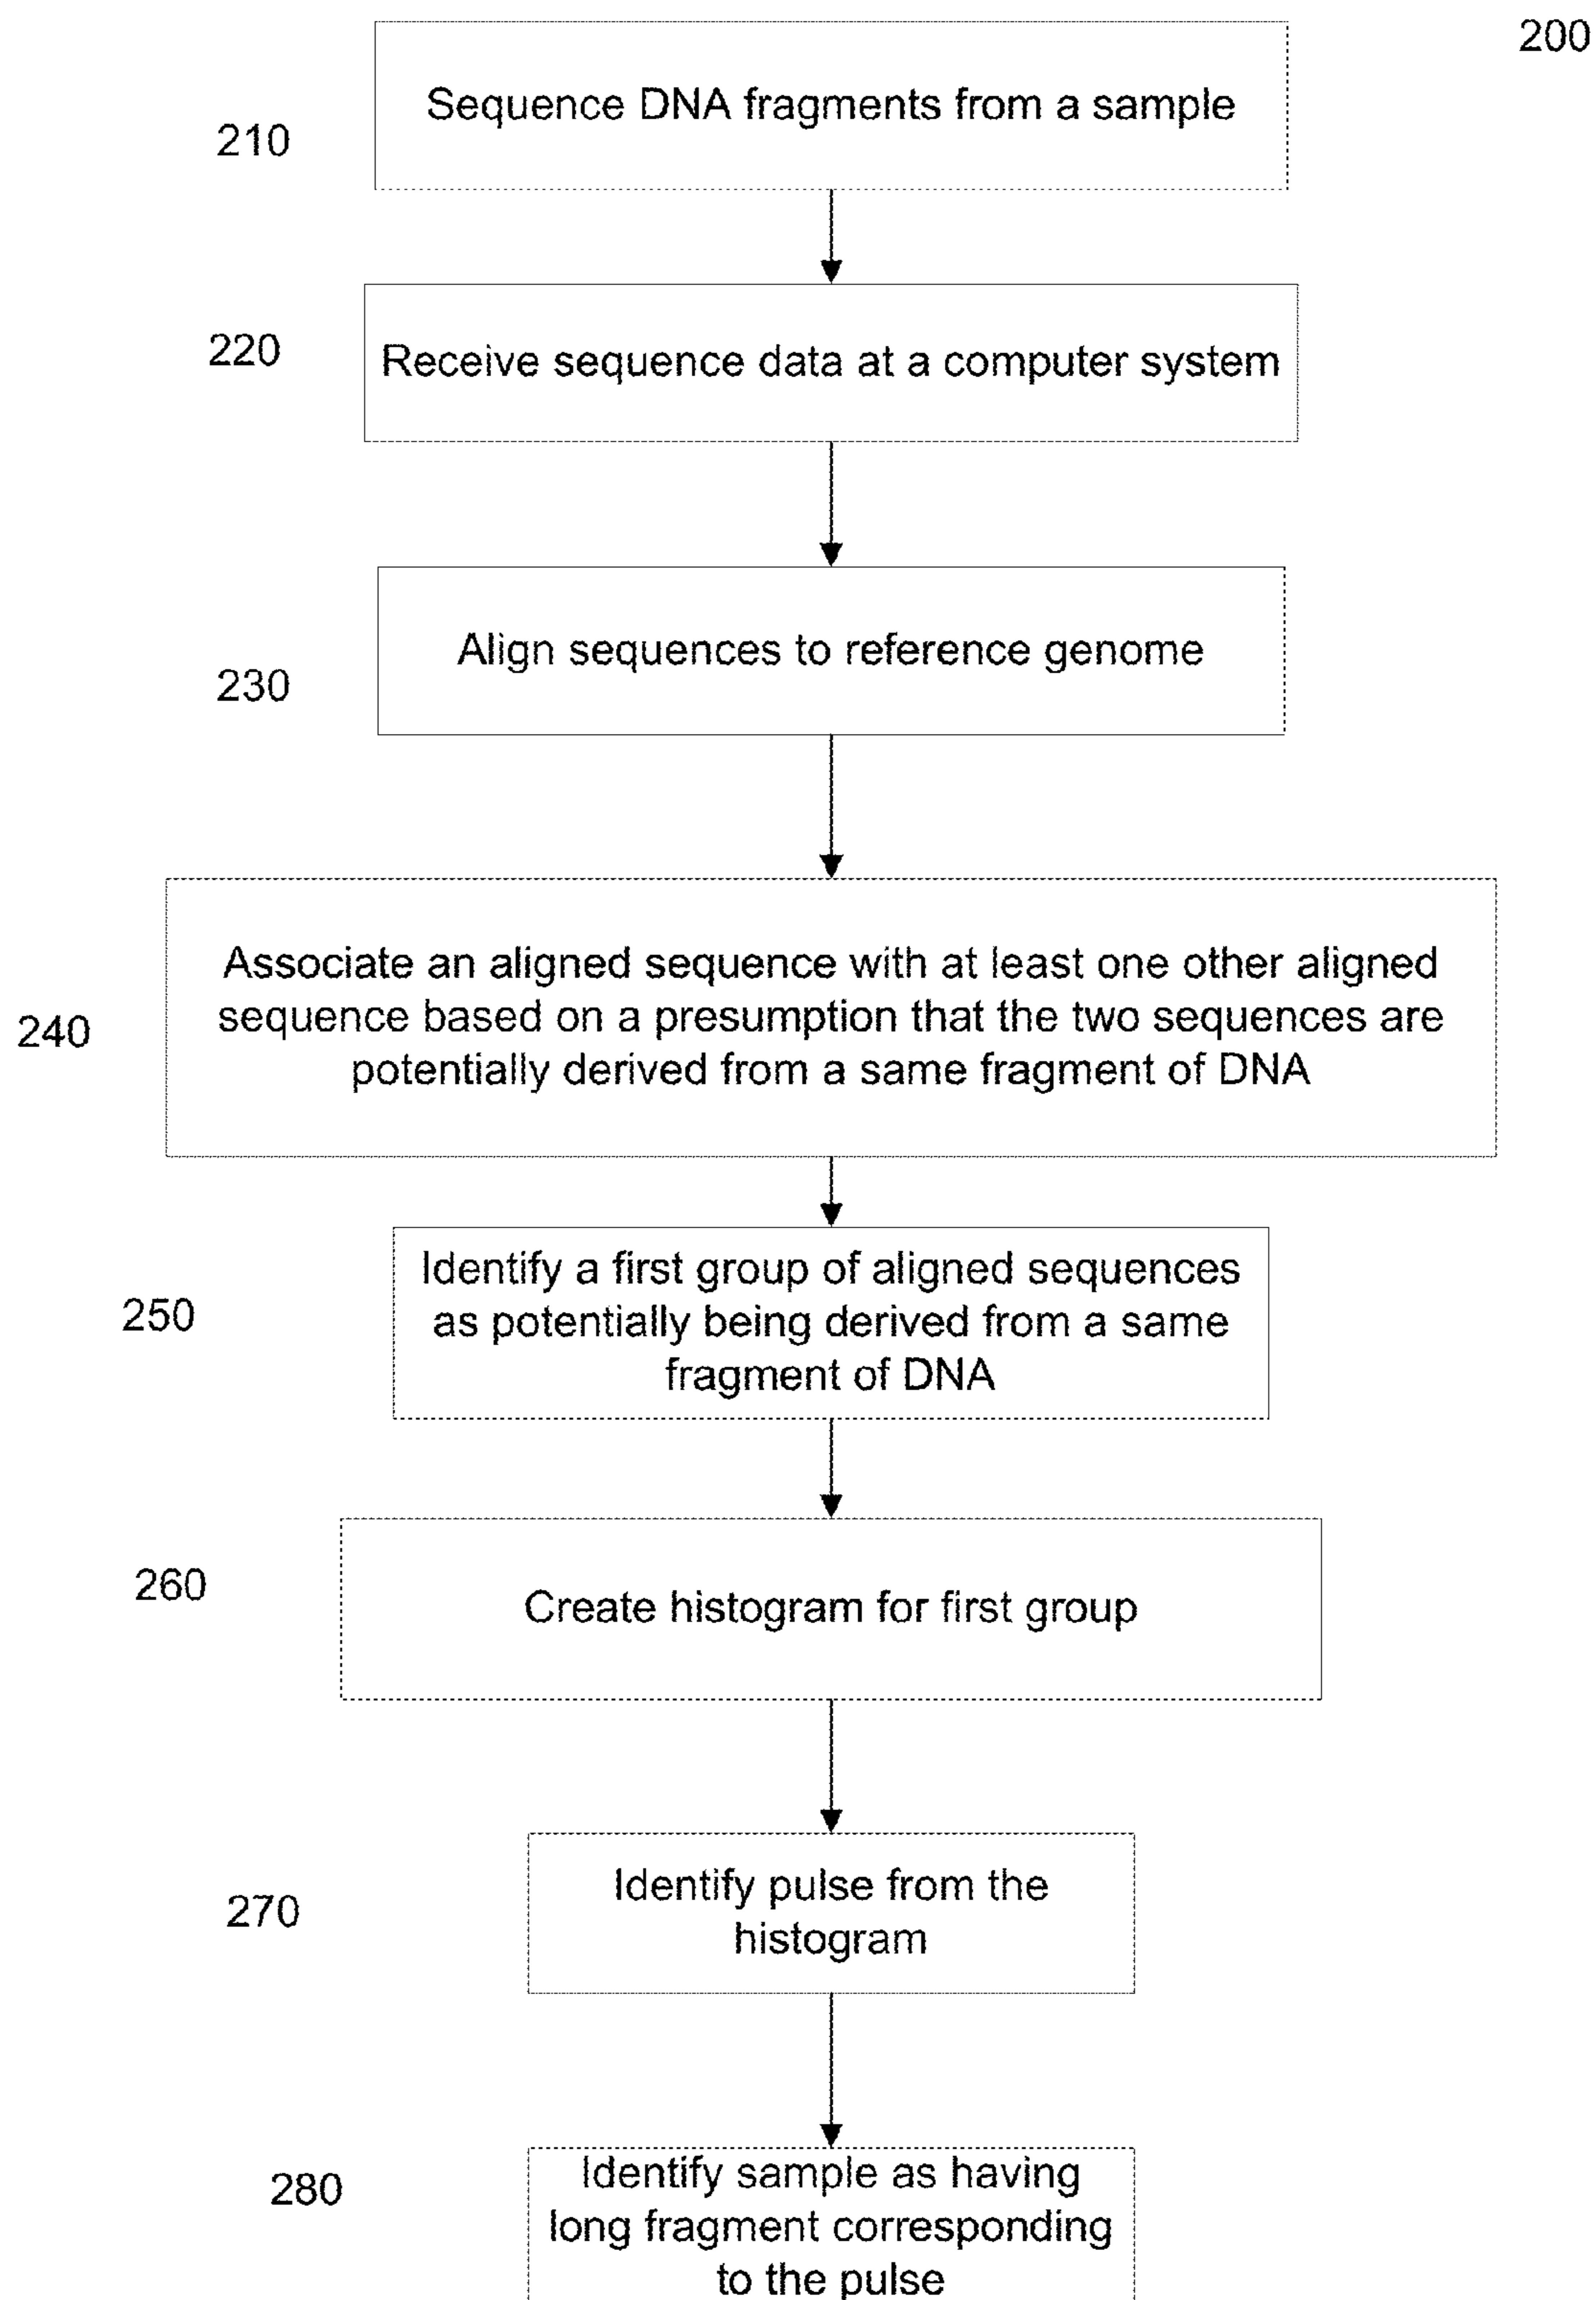 200
210
Sequence DNA fragments from a sample
220
Receive sequence data at a computer system
230
Align sequences to reference genome
240
Associate an aligned sequence with at least one other aligned
sequence based on a presumption that the two sequences are
potentially derived from a same fragment of DNA
250
Identify a first group of aligned sequences
as potentially being derived from a same
fragment of DNA
260
Create histogram for first group
270
Identify pulse from the
histogram
280
Identify sample as having
long fragment corresponding
to the pulse